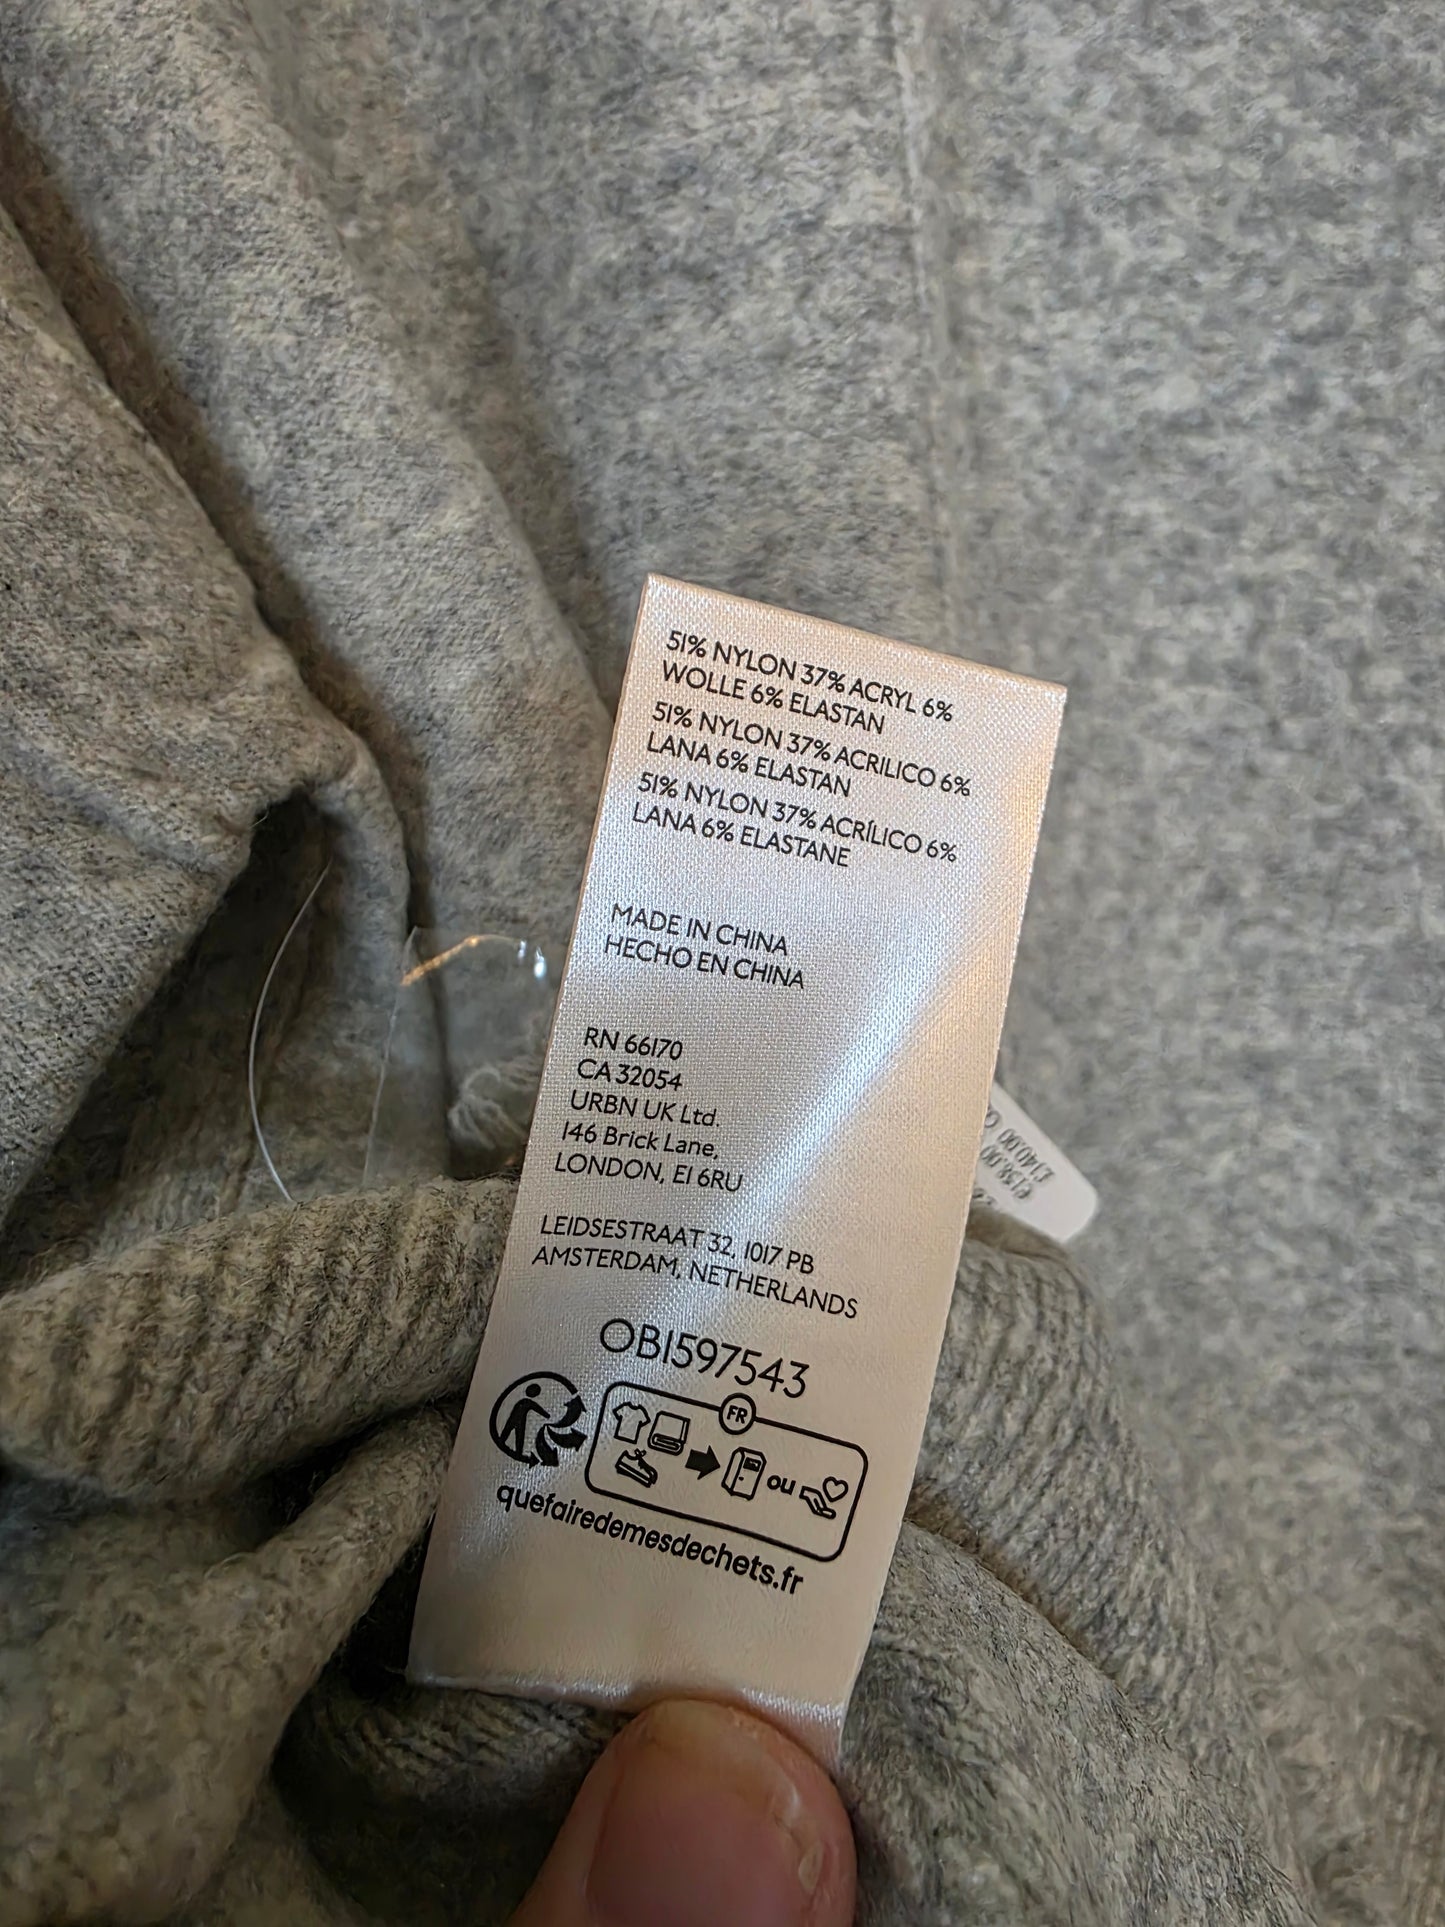 51% NYLON 37% ACRYL 6%
WOLLE 6% ELASTAN
51% NYLON 37% ACRILICO 6%
LANA 6% ELASTAN
51% NYLON 37% ACRÍLICO 6%
LANA 6% ELASTANE
MADE IN CHINA
HECHO EN CHINA
RN 66170
CA 32054
URBN UK Ltd.
146 Brick Lane,
LONDON, E1 6RU
LEIDSESTRAAT 32, 1017 PB
AMSTERDAM, NETHERLANDS
OB1597543
FR
ou
quefairedemesdechets.fr